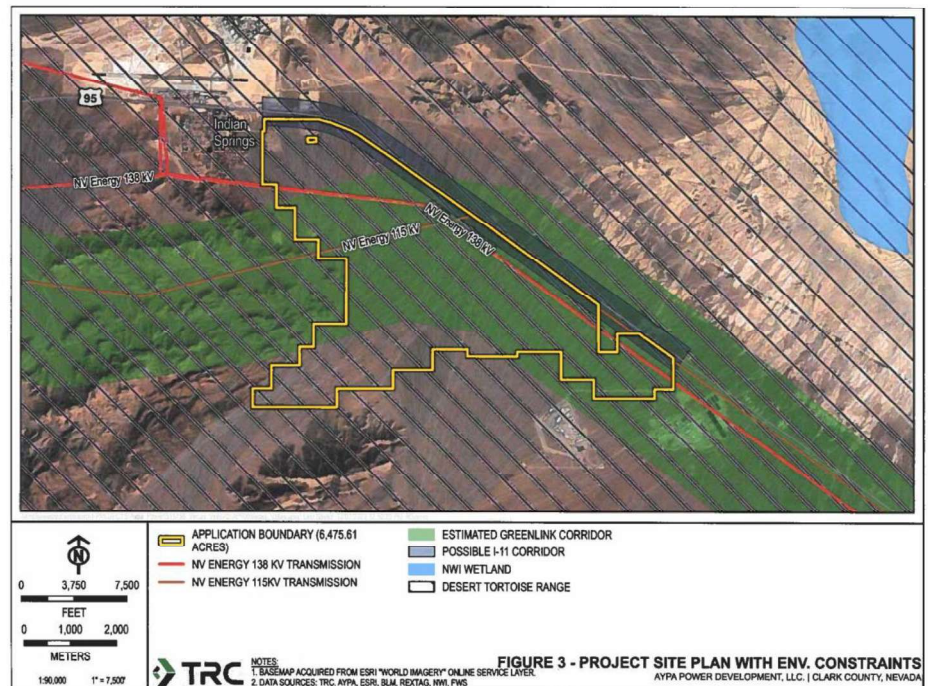 95
Indian
Springs
NV Energy 138 kV
NV Energy 138 kV
NV Energy 115 kV
N
0 3,750 7,500
FEET
0 1,000 2,000
METERS
1:90,000 1" = 7,500'
APPLICATION BOUNDARY (6,475.61
ACRES)
NV ENERGY 138 KV TRANSMISSION
NV ENERGY 115KV TRANSMISSION
ESTIMATED GREENLINK CORRIDOR
POSSIBLE I-11 CORRIDOR
NWI WETLAND
DESERT TORTOISE RANGE
TRC
NOTES:
1. BASEMAP ACQUIRED FROM ESRI "WORLD IMAGERY" ONLINE SERVICE LAYER.
2. DATA SOURCES: TRC, AYPA, ESRI, BLM, REXTAG, NWI, FWS
FIGURE 3 - PROJECT SITE PLAN WITH ENV. CONSTRAINTS
AYPA POWER DEVELOPMENT, LLC. | CLARK COUNTY, NEVADA